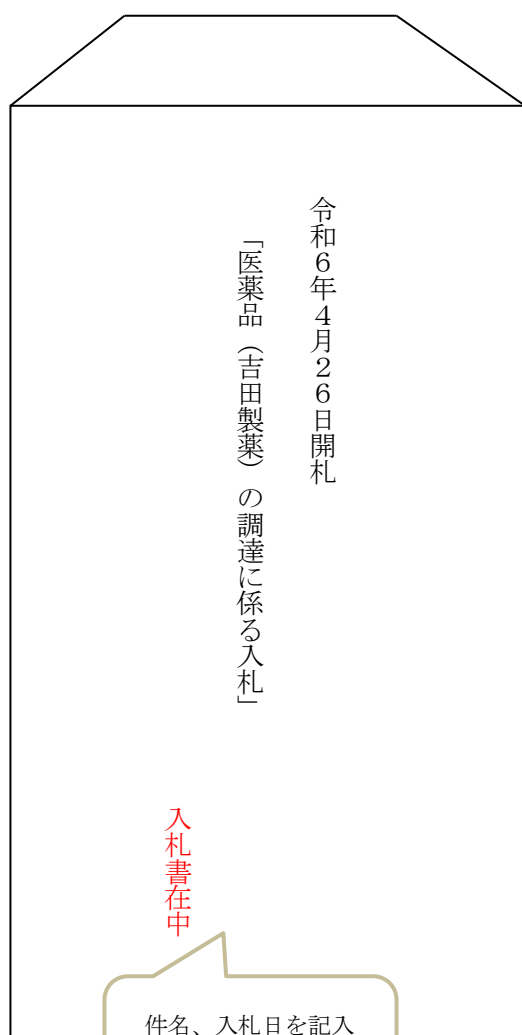 令和６年４月２６日開札
「医薬品（吉田製薬）の調達に係る入札」
入札書在中
件名、入札日を記入